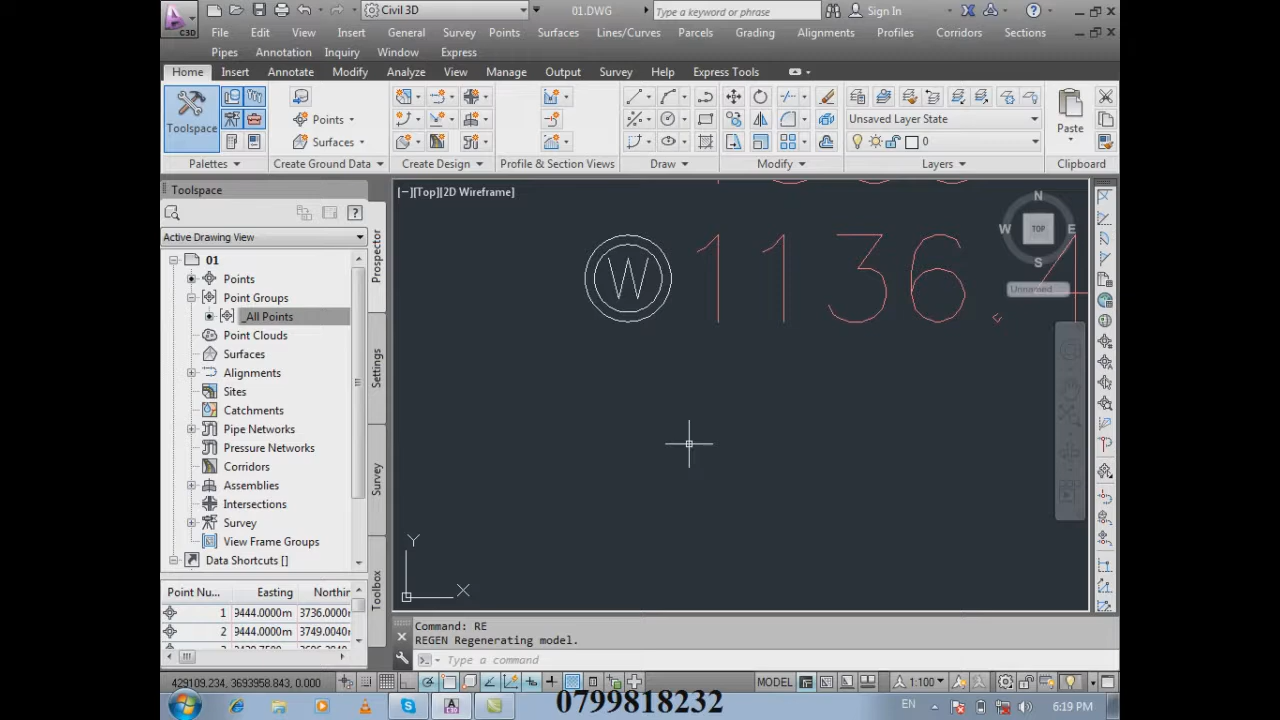 Civil 3D
01.DWG
Type a keyword or phrase
Sign In
C3D
File Edit View Insert General Survey Points Surfaces Lines/Curves Parcels Grading Alignments Profiles Corridors Sections
Pipes Annotation Inquiry Window Express
Home Insert Annotate Modify Analyze View Manage Output Survey Help Express Tools
Toolspace
Points
Surfaces
Unsaved Layer State
0
Paste
Palettes Create Ground Data Create Design Profile & Section Views Draw Modify Layers Clipboard
Toolspace
Active Drawing View
01
Points
Point Groups
_All Points
Point Clouds
Surfaces
Alignments
Sites
Catchments
Pipe Networks
Pressure Networks
Corridors
Assemblies
Intersections
Survey
View Frame Groups
Data Shortcuts []
Prospector
Settings
Survey
Toolbox
Point Nu... Easting Northin
1 9444.0000m 3736.0000m
2 9444.0000m 3749.0040m
[−][Top][2D Wireframe]
W 1136.4
N
W TOP E
S
Unnamed
Y
X
Command: RE
REGEN Regenerating model.
Type a command
429109.234, 3693958.843, 0.000
MODEL
1:100
0799818232
EN
6:19 PM